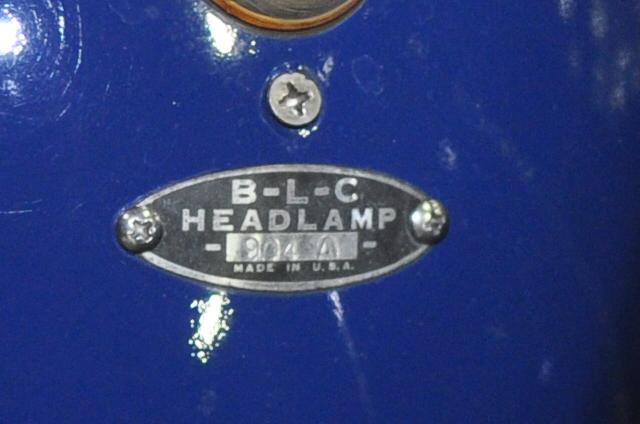 B-L-C
HEADLAMP
- 904 A -
MADE IN U.S.A.